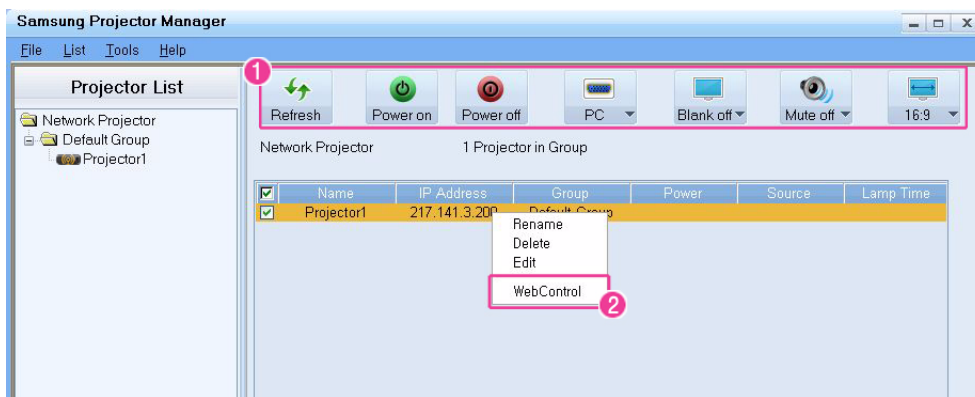 Samsung Projector Manager
File List Tools Help
1
Projector List
Refresh Power on Power off PC Blank off Mute off 16:9
Network Projector
Default Group
Projector1
Network Projector 1 Projector in Group
Name IP Address Group Power Source Lamp Time
Projector1 217.141.3.200 Default Group
Rename
Delete
Edit
WebControl
2